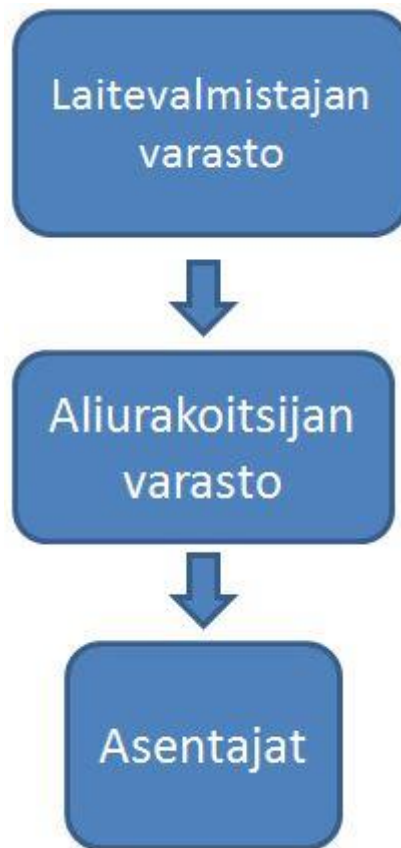 Laitevalmistajan
varasto
Aliurakoitsijan
varasto
Asentajat